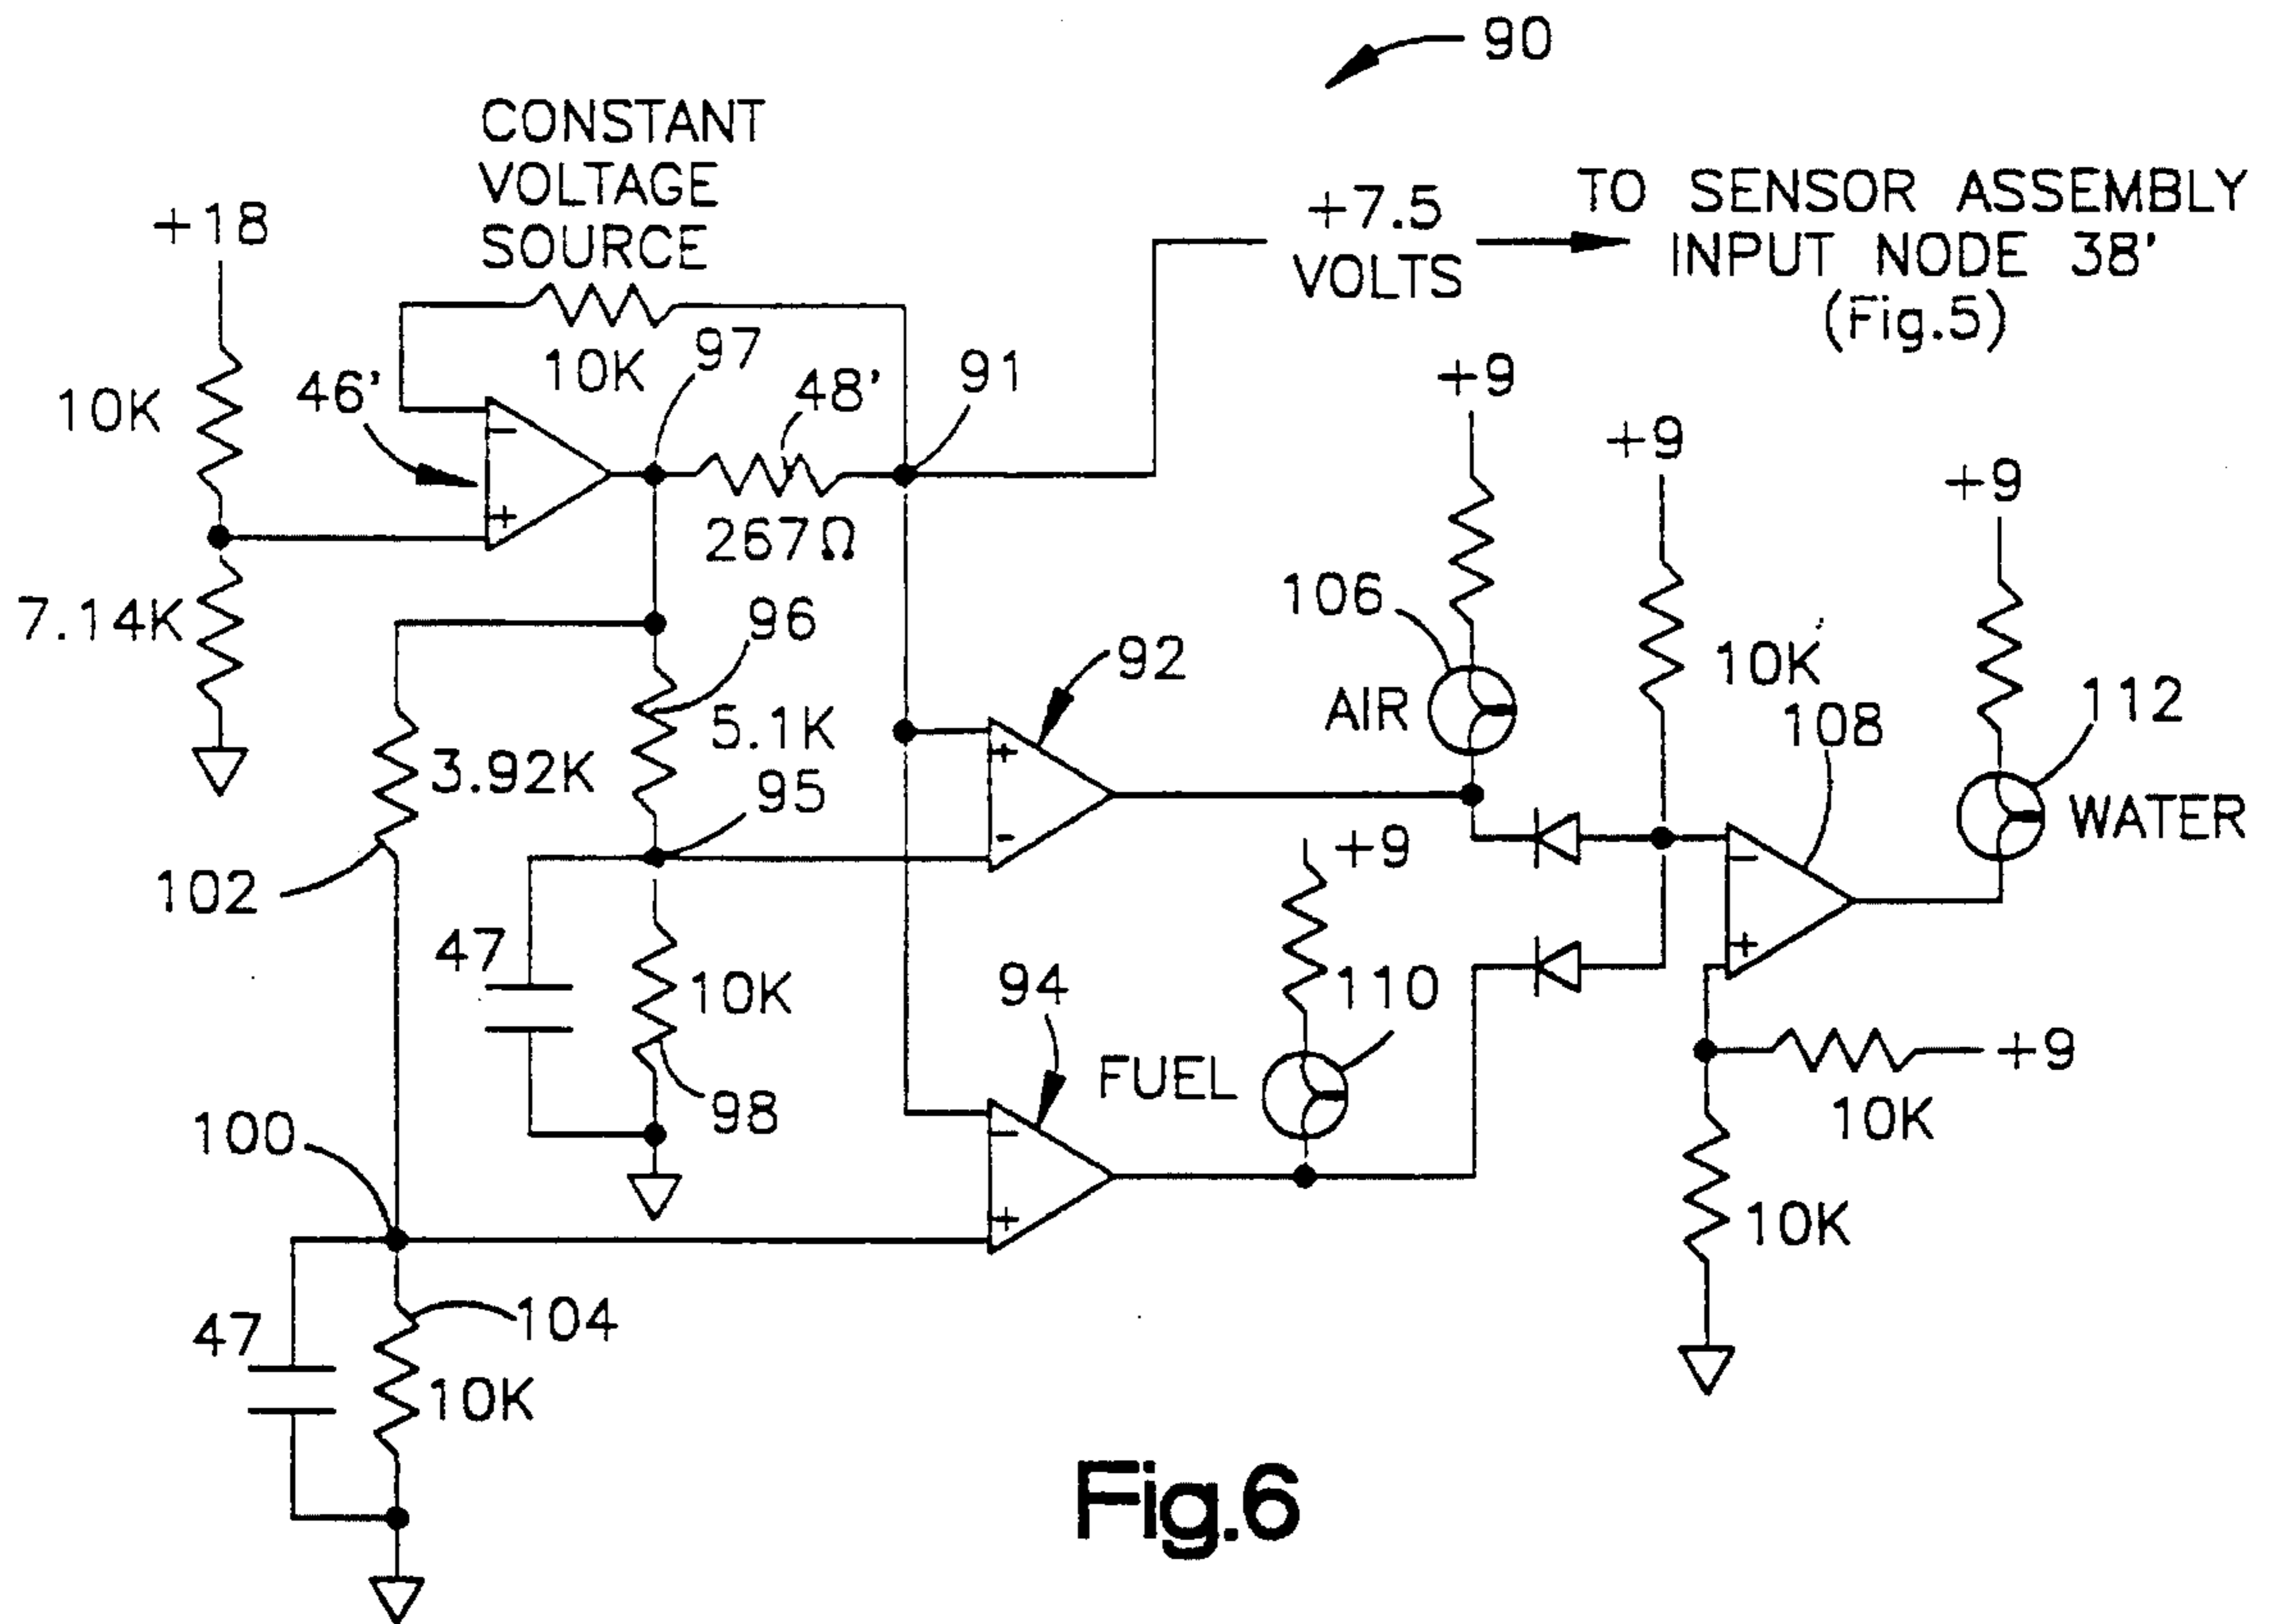 90
CONSTANT
VOLTAGE
SOURCE
+18
+7.5
VOLTS
TO SENSOR ASSEMBLY
INPUT NODE 38'
(Fig.5)
10K
97
91
+9
10K
46'
48'
+9
+9
267Ω
7.14K
96
106
92
10K
112
AIR
5.1K
108
3.92K
95
WATER
+9
102
47
10K
94
110
FUEL
+9
98
10K
100
10K
47
104
10K
Fig.6